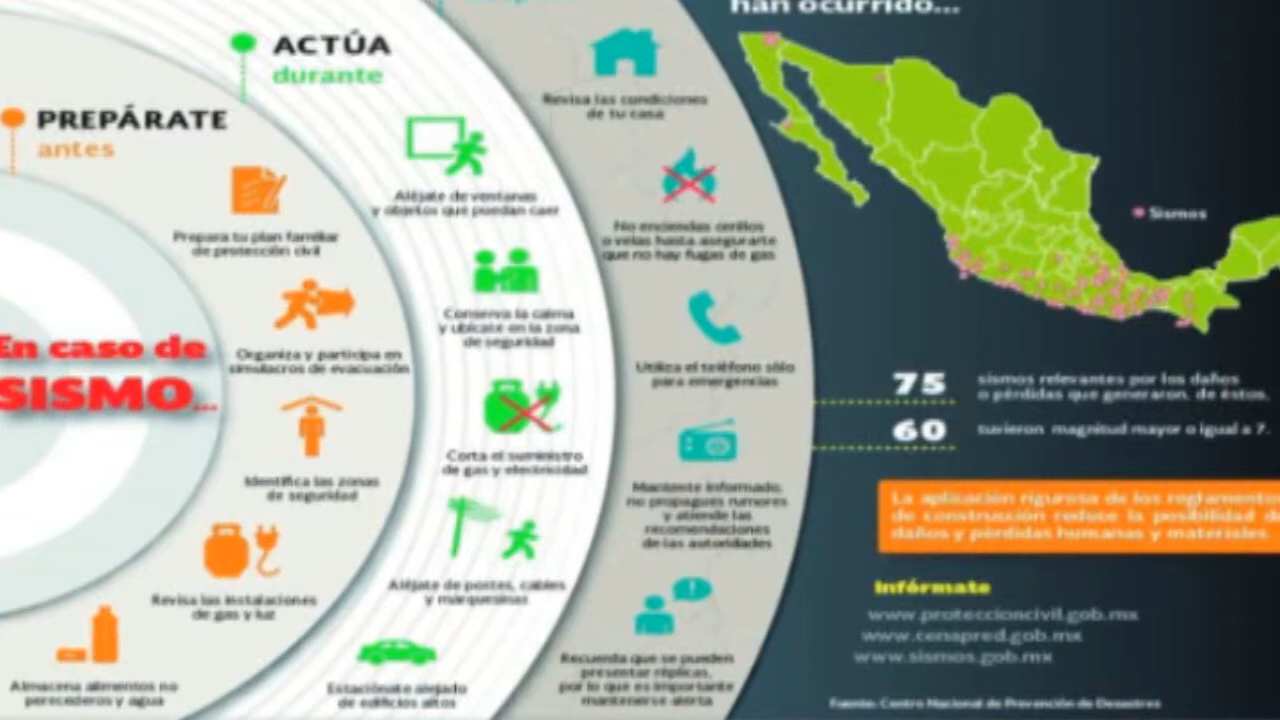 En caso de
SISMO...
PREPÁRATE
antes
Prepara tu plan familiar
de protección civil
Organiza y participa en
simulacros de evacuación
Identifica las zonas
de seguridad
Revisa las instalaciones
de gas y luz
Almacena alimentos no
perecederos y agua
ACTÚA
durante
Aléjate de ventanas
y objetos que puedan caer
Conserva la calma
y ubícate en la zona
de seguridad
Corta el suministro
de gas y electricidad
Aléjate de postes, cables
y marquesinas
Estaciónate alejado
de edificios altos
Revisa las condiciones
de tu casa
No enciendas cerillos
o velas hasta asegurarte
que no hay fugas de gas
Utiliza el teléfono sólo
para emergencias
Mantente informado,
no propagues rumores
y atiende las
recomendaciones
de las autoridades
Recuerda que se pueden
presentar réplicas,
por lo que es importante
mantenerse alerta
han ocurrido...
Sismos
75 sismos relevantes por los daños
o pérdidas que generaron, de éstos,
60 tuvieron magnitud mayor o igual a 7.
La aplicación rigurosa de los reglamentos
de construcción reduce la posibilidad de
daños y pérdidas humanas y materiales.
Infórmate
www.proteccioncivil.gob.mx
www.cenapred.gob.mx
www.sismos.gob.mx
Fuente: Centro Nacional de Prevención de Desastres